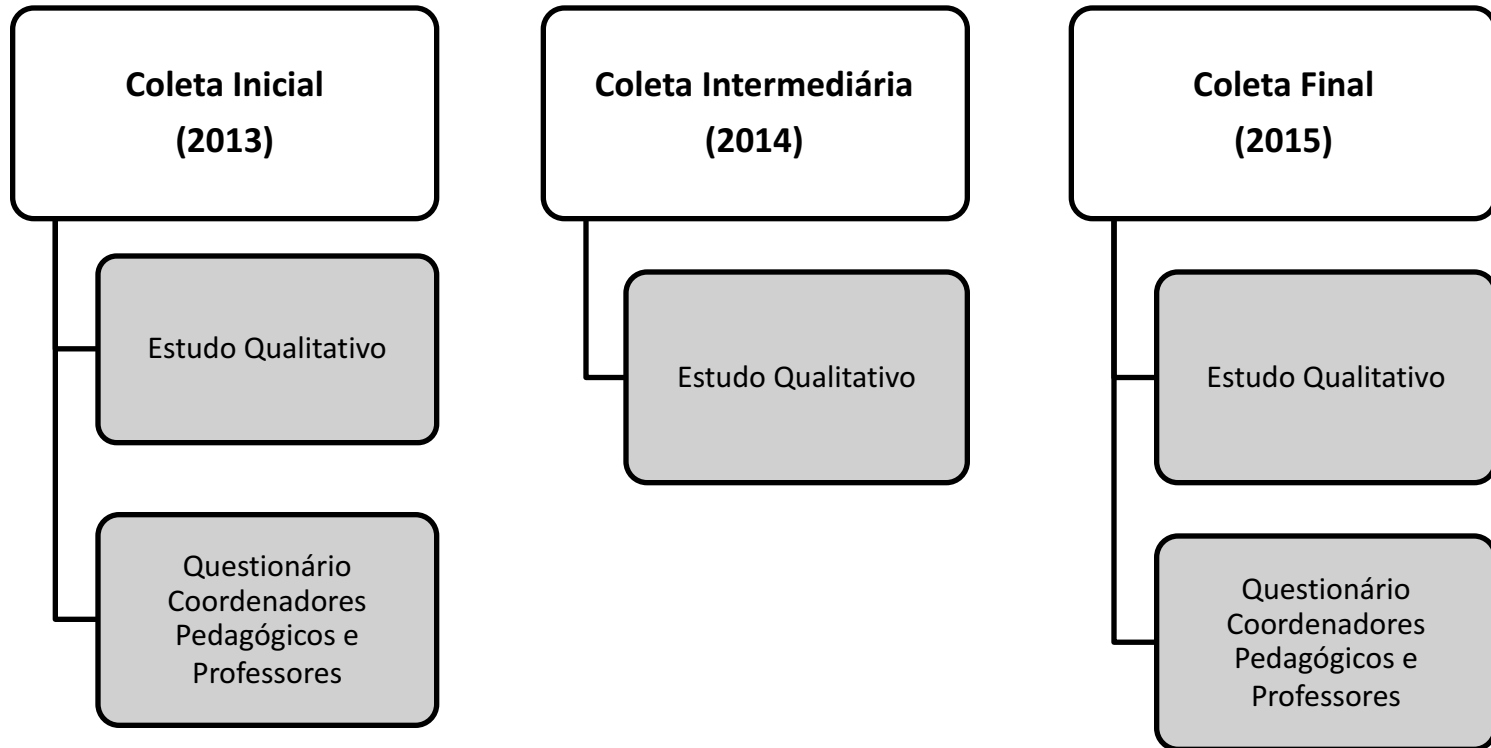 Coleta Inicial
(2013)
Estudo Qualitativo
Questionário
Coordenadores
Pedagógicos e
Professores
Coleta Intermediária
(2014)
Estudo Qualitativo
Coleta Final
(2015)
Estudo Qualitativo
Questionário
Coordenadores
Pedagógicos e
Professores